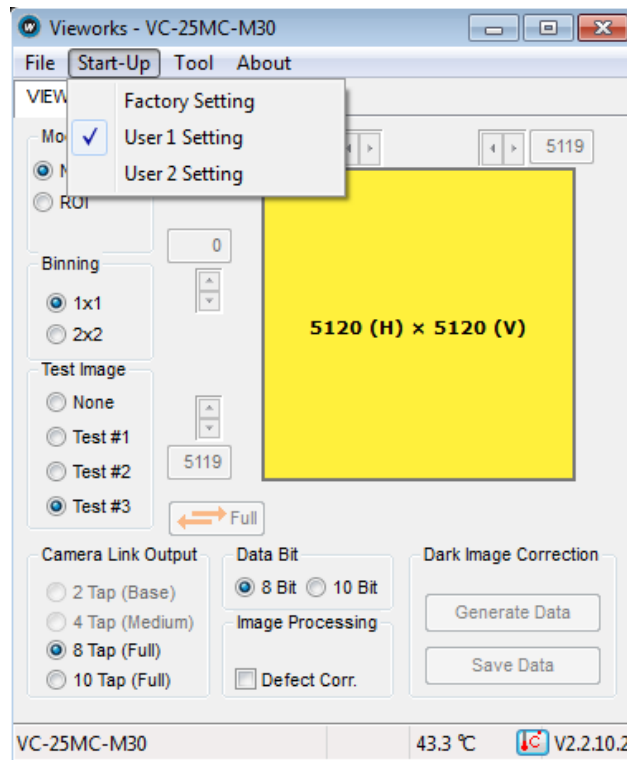 Vieworks - VC-25MC-M30
File Start-Up Tool About
VIEW
Factory Setting
User 1 Setting
User 2 Setting
5119
ROI
0
Binning
1x1
2x2
5120 (H) × 5120 (V)
Test Image
None
Test #1
Test #2
Test #3
5119
Full
Camera Link Output
2 Tap (Base)
4 Tap (Medium)
8 Tap (Full)
10 Tap (Full)
Data Bit
8 Bit 10 Bit
Image Processing
Defect Corr.
Dark Image Correction
Generate Data
Save Data
VC-25MC-M30 43.3 ℃ V2.2.10.2